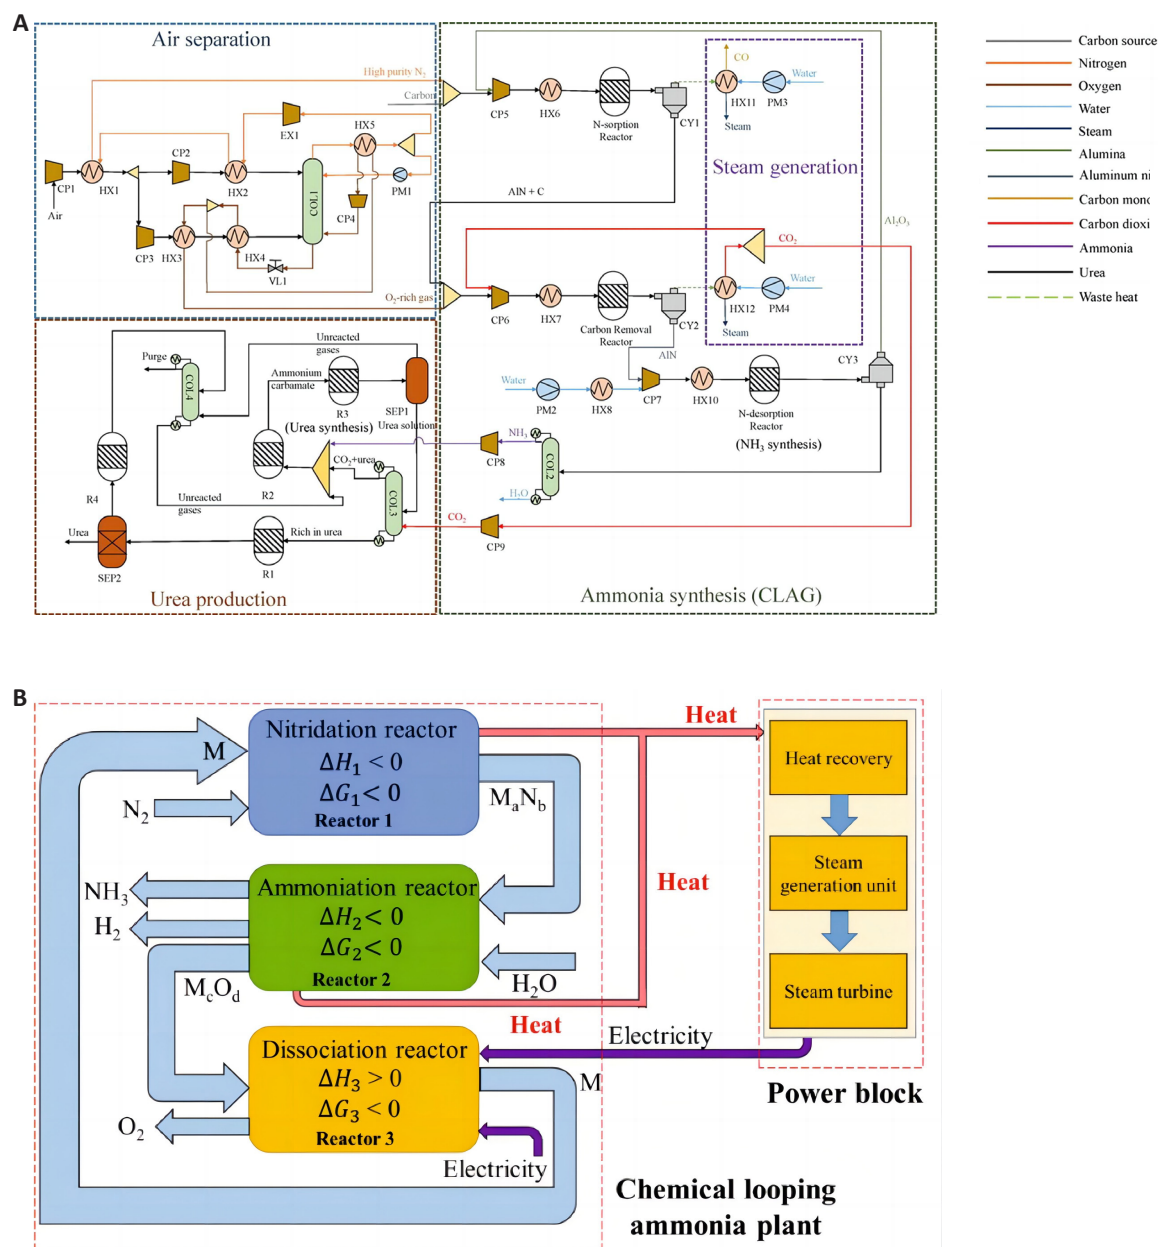 A
Air separation
High purity N₂
Carbon
EX1
HX5
CP1
HX1
CP2
HX2
PM1
Air
COL1
CP4
CP3
HX3
HX4
VL1
O₂-rich gas
CP5
HX6
N-sorption
Reactor
CY1
CO
Water
HX11
PM3
Steam
Steam generation
AlN + C
Al₂O₃
CO₂
CP6
HX7
Carbon Removal
Reactor
CY2
Water
HX12
PM4
Steam
AlN
Water
PM2
HX8
CP7
HX10
N-desorption
Reactor
(NH₃ synthesis)
CY3
NH₃
CP8
COL2
H₂O
CO₂
CP9
Ammonia synthesis (CLAG)
Purge
COL4
Unreacted
gases
Ammonium
carbamate
R3
(Urea synthesis)
SEP1
Urea solution
CO₂+urea
R2
R4
Unreacted
gases
COL3
Urea
Rich in urea
SEP2
R1
Urea production
Carbon source
Nitrogen
Oxygen
Water
Steam
Alumina
Aluminum ni
Carbon mono
Carbon dioxi
Ammonia
Urea
Waste heat
B
Nitridation reactor
ΔH₁ < 0
ΔG₁ < 0
Reactor 1
M
N₂
MₐN_b
Heat
Heat recovery
Steam
generation unit
Steam turbine
Heat
Ammoniation reactor
ΔH₂ < 0
ΔG₂ < 0
Reactor 2
NH₃
H₂
M_cO_d
H₂O
Heat
Electricity
Dissociation reactor
ΔH₃ > 0
ΔG₃ < 0
Reactor 3
M
O₂
Electricity
Power block
Chemical looping
ammonia plant